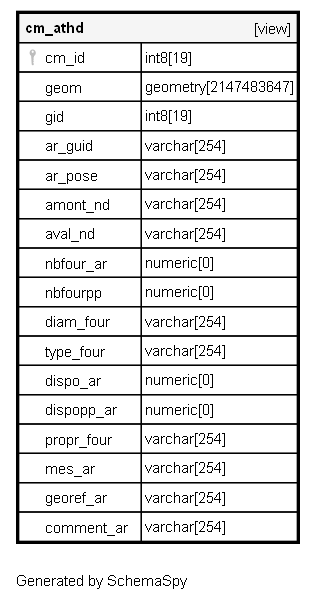 cm_athd [view]
cm_id int8[19]
geom geometry[2147483647]
gid int8[19]
ar_guid varchar[254]
ar_pose varchar[254]
amont_nd varchar[254]
aval_nd varchar[254]
nbfour_ar numeric[0]
nbfourpp numeric[0]
diam_four varchar[254]
type_four varchar[254]
dispo_ar numeric[0]
dispopp_ar numeric[0]
propr_four varchar[254]
mes_ar varchar[254]
georef_ar varchar[254]
comment_ar varchar[254]
Generated by SchemaSpy